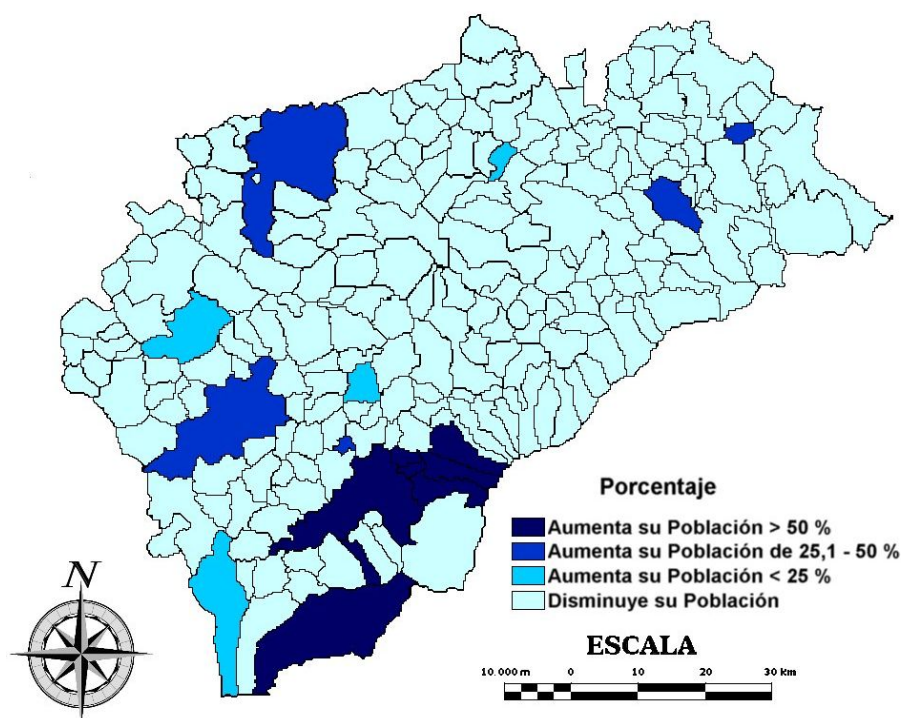 Porcentaje
Aumenta su Población > 50 %
Aumenta su Población de 25,1 - 50 %
Aumenta su Población < 25 %
Disminuye su Población
N
ESCALA
10 000 m 0 10 20 30 km